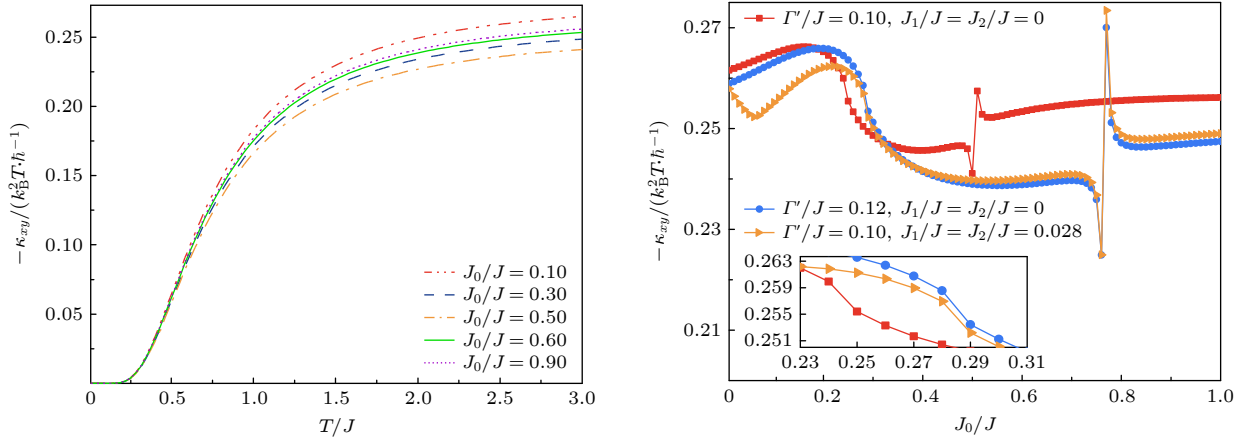 −κxy/(k_B^2 T·ħ^−1)
0.25
0.20
0.15
0.10
0.05
0
0.5
1.0
1.5
2.0
2.5
3.0
T/J
J0/J = 0.10
J0/J = 0.30
J0/J = 0.50
J0/J = 0.60
J0/J = 0.90
−κxy/(k_B^2 T·ħ^−1)
0.27
0.25
0.23
0.21
0
0.2
0.4
0.6
0.8
1.0
J0/J
Γ′/J = 0.10, J1/J = J2/J = 0
Γ′/J = 0.12, J1/J = J2/J = 0
Γ′/J = 0.10, J1/J = J2/J = 0.028
0.263
0.259
0.255
0.251
0.23
0.25
0.27
0.29
0.31